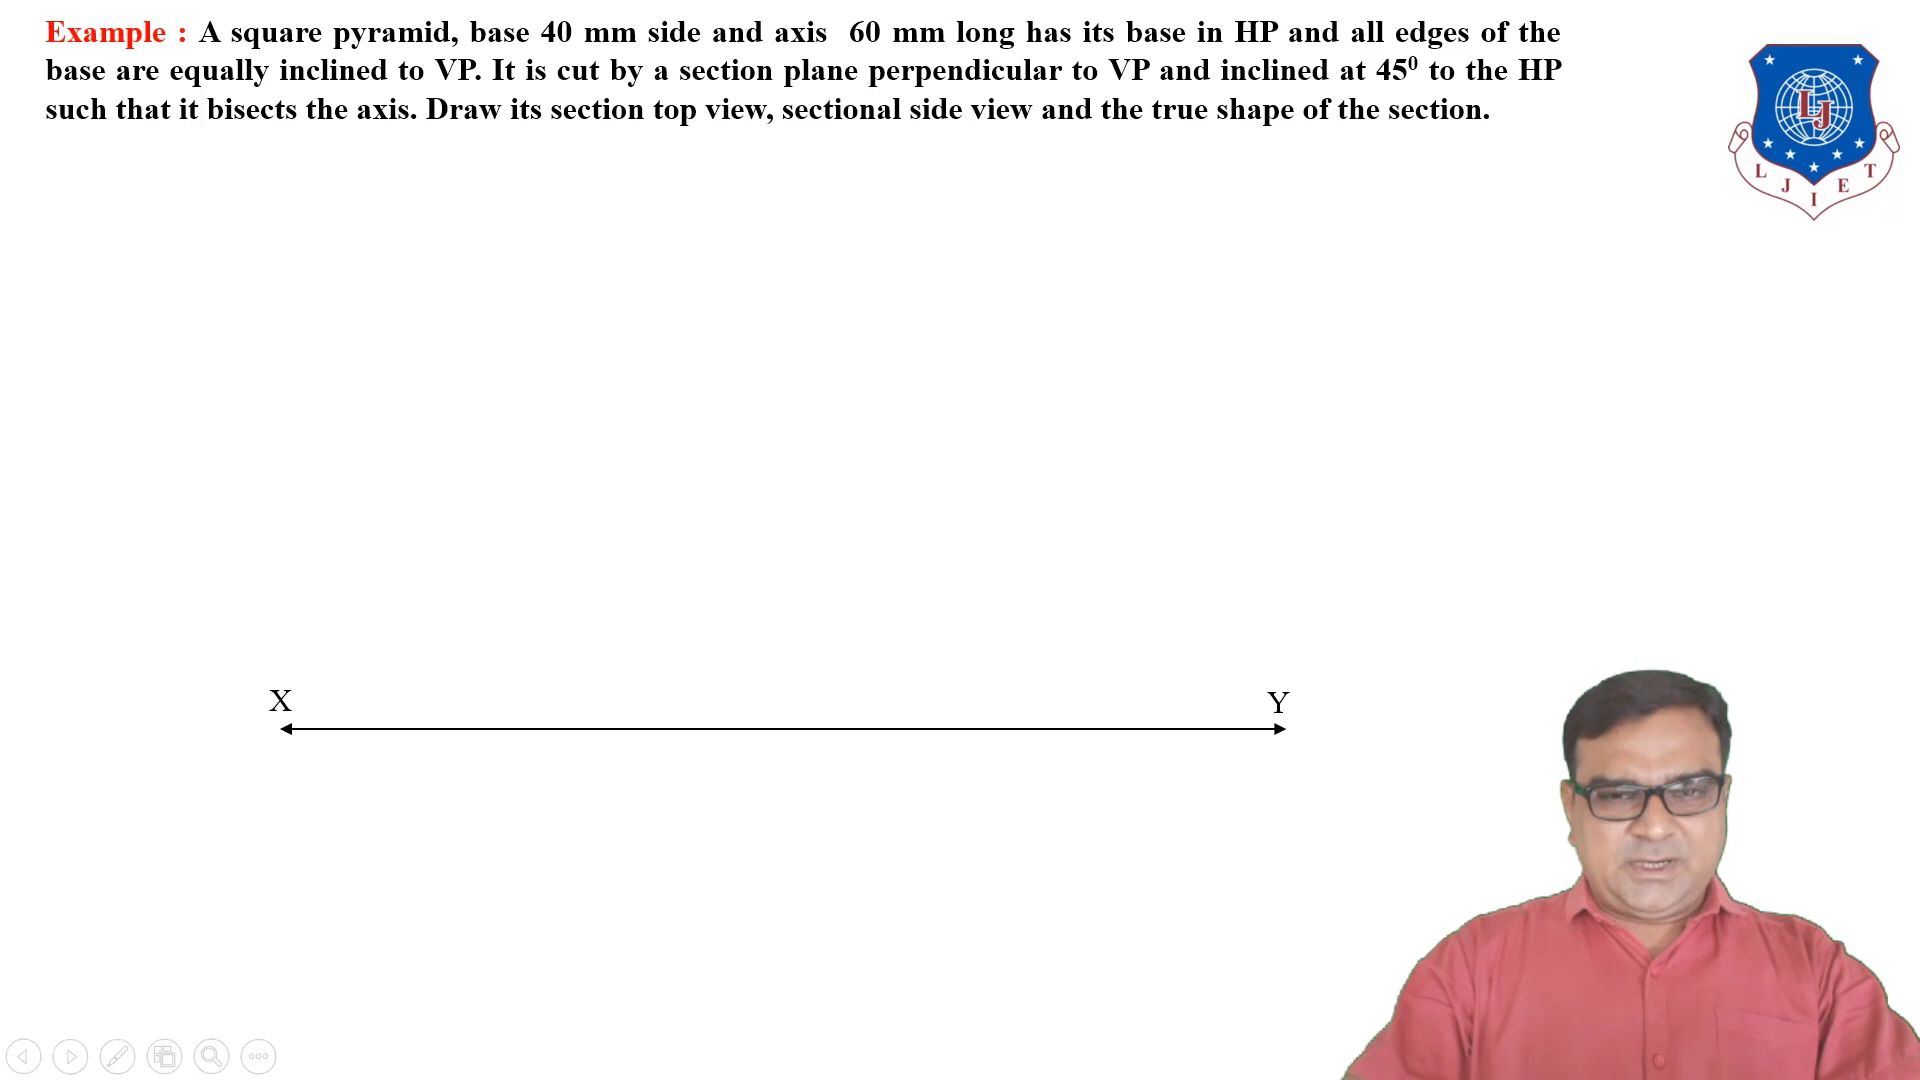 Example : A square pyramid, base 40 mm side and axis 60 mm long has its base in HP and all edges of the
base are equally inclined to VP. It is cut by a section plane perpendicular to VP and inclined at 45⁰ to the HP
such that it bisects the axis. Draw its section top view, sectional side view and the true shape of the section.
LJ
L J I E T
X
Y